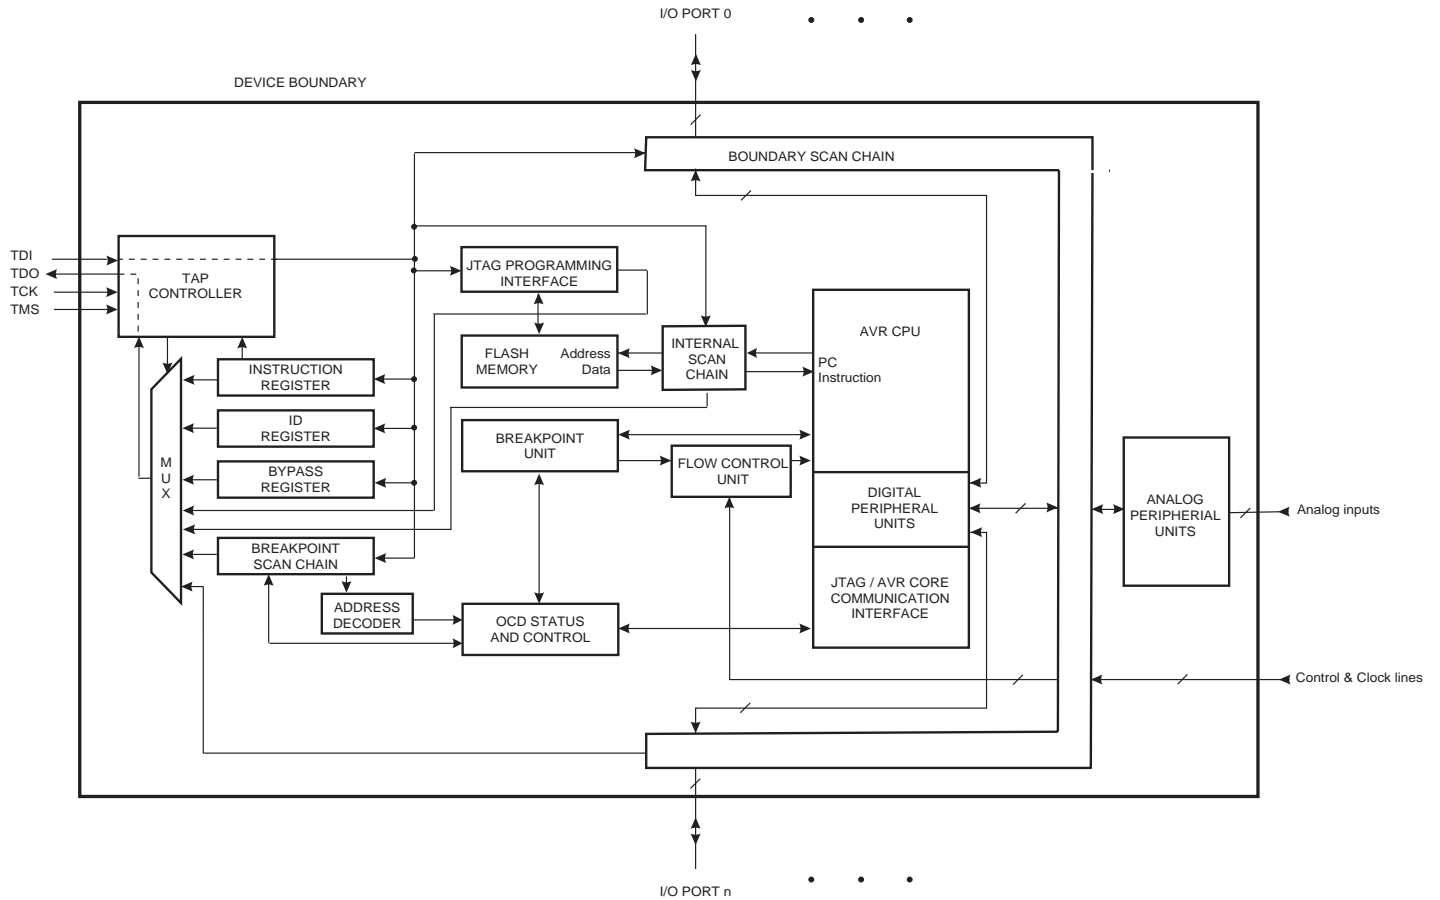 I/O PORT 0
DEVICE BOUNDARY
BOUNDARY SCAN CHAIN
TDI
TDO
TCK
TMS
TAP
CONTROLLER
JTAG PROGRAMMING
INTERFACE
AVR CPU
FLASH
MEMORY
Address
Data
INTERNAL
SCAN
CHAIN
PC
Instruction
INSTRUCTION
REGISTER
ID
REGISTER
BREAKPOINT
UNIT
FLOW CONTROL
UNIT
M
U
X
BYPASS
REGISTER
DIGITAL
PERIPHERAL
UNITS
ANALOG
PERIPHERIAL
UNITS
Analog inputs
BREAKPOINT
SCAN CHAIN
JTAG / AVR CORE
COMMUNICATION
INTERFACE
ADDRESS
DECODER
OCD STATUS
AND CONTROL
Control & Clock lines
I/O PORT n